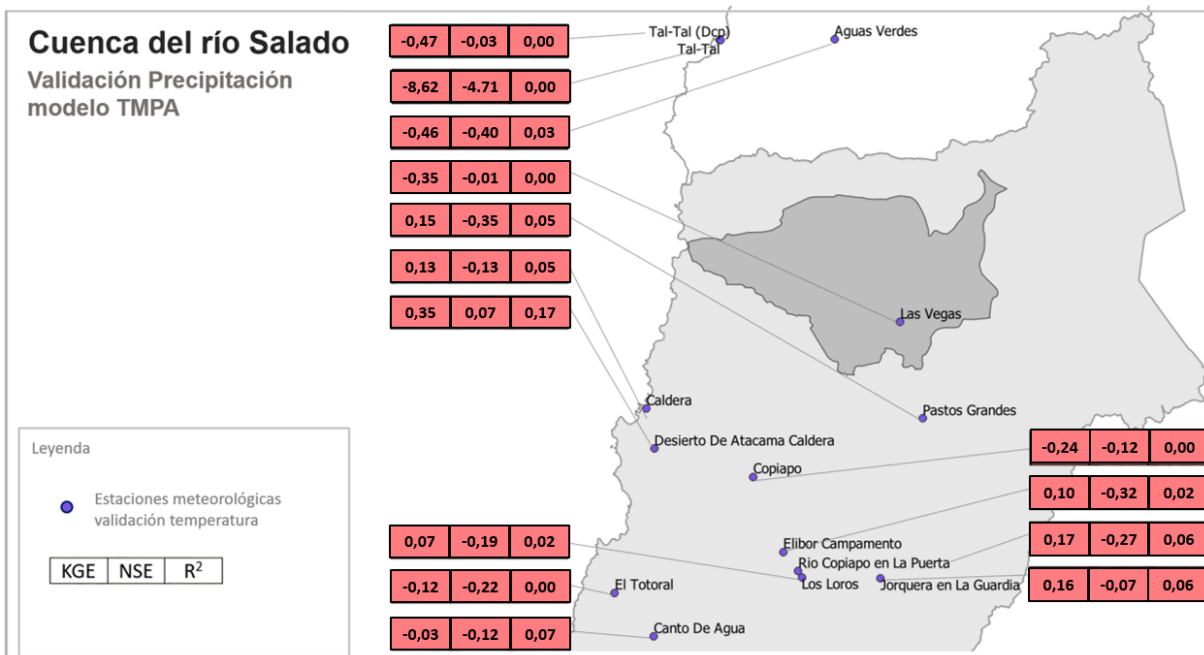 Cuenca del río Salado
Validación Precipitación
modelo TMPA
-0,47 -0,03 0,00
-8,62 -4.71 0,00
-0,46 -0,40 0,03
-0,35 -0,01 0,00
0,15 -0,35 0,05
0,13 -0,13 0,05
0,35 0,07 0,17
Tal-Tal (Dcp)
Tal-Tal
Aguas Verdes
Las Vegas
Caldera
Pastos Grandes
Desierto De Atacama Caldera
Copiapo
-0,24 -0,12 0,00
0,10 -0,32 0,02
0,17 -0,27 0,06
0,16 -0,07 0,06
Elibor Campamento
Rio Copiapo en La Puerta
Los Loros
Jorquera en La Guardia
El Totoral
Canto De Agua
0,07 -0,19 0,02
-0,12 -0,22 0,00
-0,03 -0,12 0,07
Leyenda
Estaciones meteorológicas
validación temperatura
KGE NSE R²